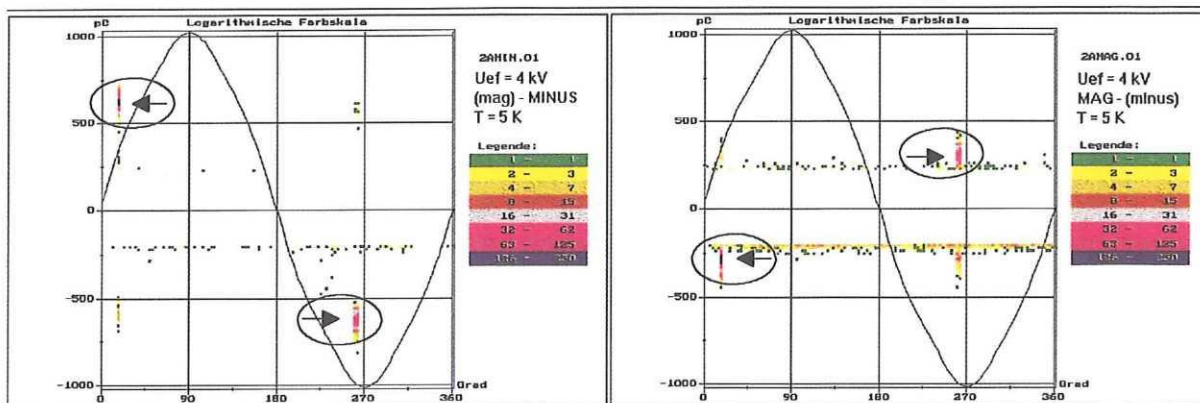 pC Logarithmische Farbskala
1000
500
0
-500
-1000
0 90 180 270 360
Grad
2AMIN.01
Uef = 4 kV
(mag) - MINUS
T = 5 K
Legende:
1 - 1
2 - 3
4 - 7
8 - 15
16 - 31
32 - 62
63 - 125
126 - 250
pC Logarithmische Farbskala
1000
500
0
-500
-1000
0 90 180 270 360
Grad
2AMAG.01
Uef = 4 kV
MAG - (minus)
T = 5 K
Legende:
1 - 1
2 - 3
4 - 7
8 - 15
16 - 31
32 - 62
63 - 125
126 - 250